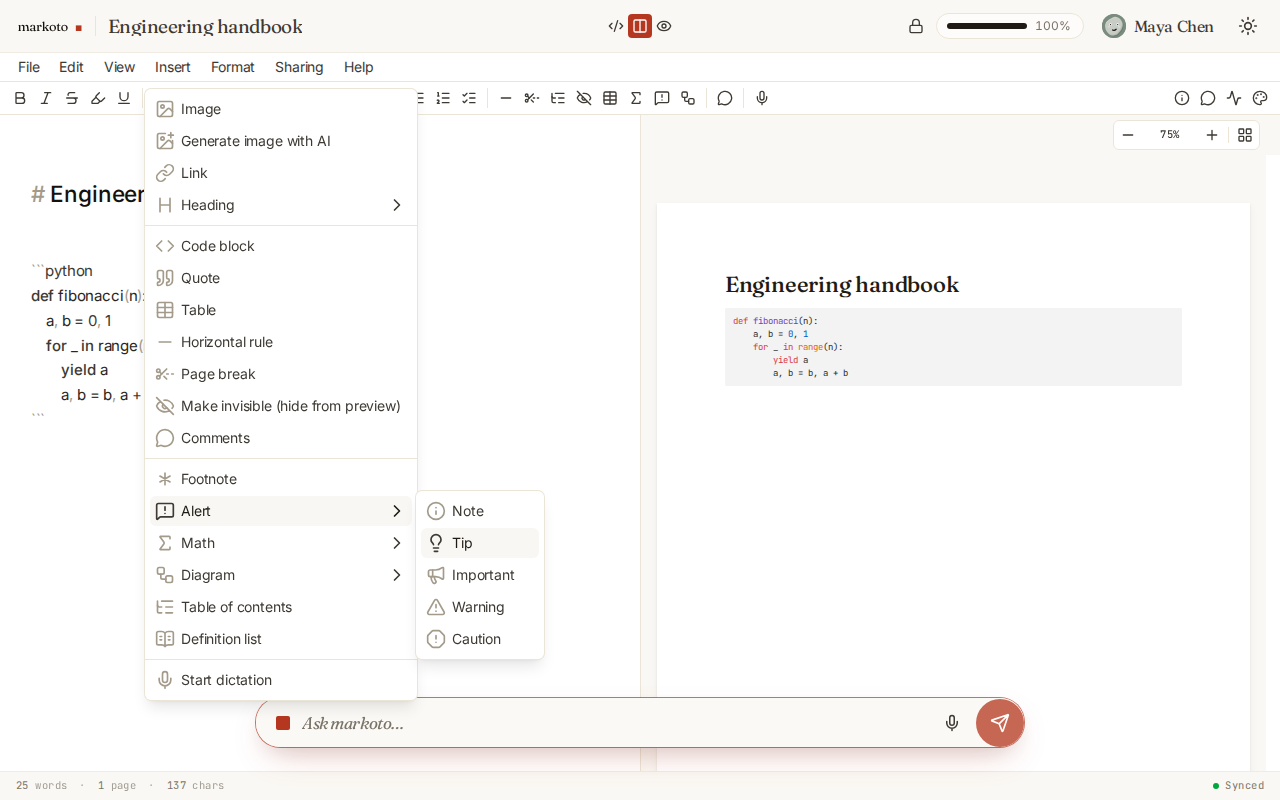 markoto
Engineering handbook
100%
Maya Chen
File Edit View Insert Format Sharing Help
75%
Image
Generate image with AI
Link
Heading
Code block
Quote
Table
Horizontal rule
Page break
Make invisible (hide from preview)
Comments
Footnote
Alert
Math
Diagram
Table of contents
Definition list
Start dictation
Note
Tip
Important
Warning
Caution
# Engineer
```python
def fibonacci(n):
a, b = 0, 1
for _ in range(
yield a
a, b = b, a +
```
Engineering handbook
def fibonacci(n):
a, b = 0, 1
for _ in range(n):
yield a
a, b = b, a + b
Ask markoto...
25 words · 1 page · 137 chars
Synced